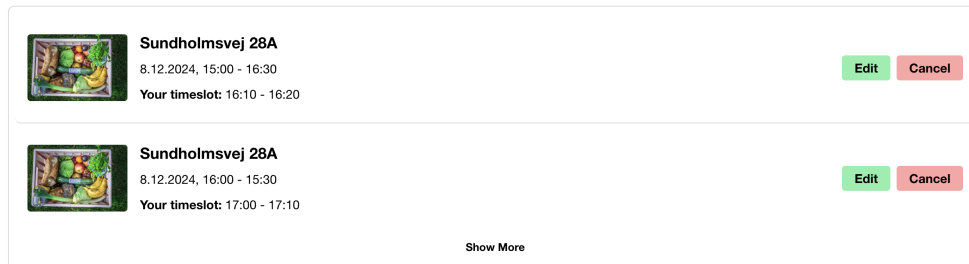 Sundholmsvej 28A
8.12.2024, 15:00 - 16:30
Your timeslot: 16:10 - 16:20
Edit
Cancel
Sundholmsvej 28A
8.12.2024, 16:00 - 15:30
Your timeslot: 17:00 - 17:10
Edit
Cancel
Show More